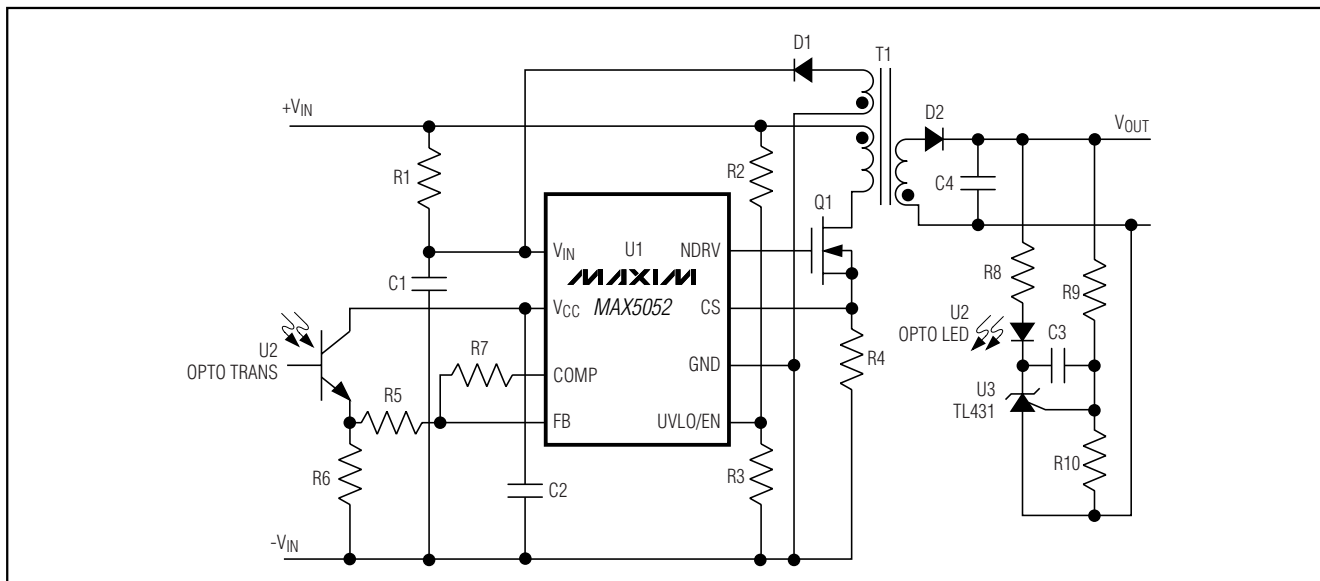 D1
T1
+VIN
D2
VOUT
R1
R2
C4
Q1
VIN
U1
NDRV
MAXIM
R8
R9
C1
VCC
MAX5052
CS
U2
OPTO LED
C3
U2
OPTO TRANS
R7
R4
COMP
GND
R5
U3
TL431
FB
UVLO/EN
R6
R3
R10
C2
-VIN